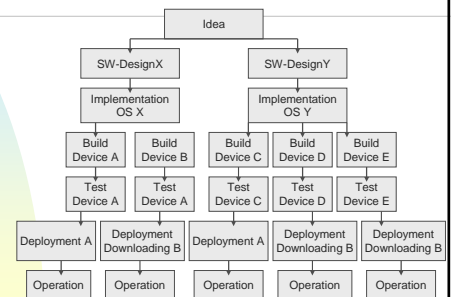 Idea
SW-DesignX
SW-DesignY
Implementation
OS X
Implementation
OS Y
Build
Device A
Build
Device B
Build
Device C
Build
Device D
Build
Device E
Test
Device A
Test
Device A
Test
Device C
Test
Device D
Test
Device E
Deployment A
Deployment
Downloading B
Deployment A
Deployment
Downloading B
Deployment
Downloading B
Operation
Operation
Operation
Operation
Operation